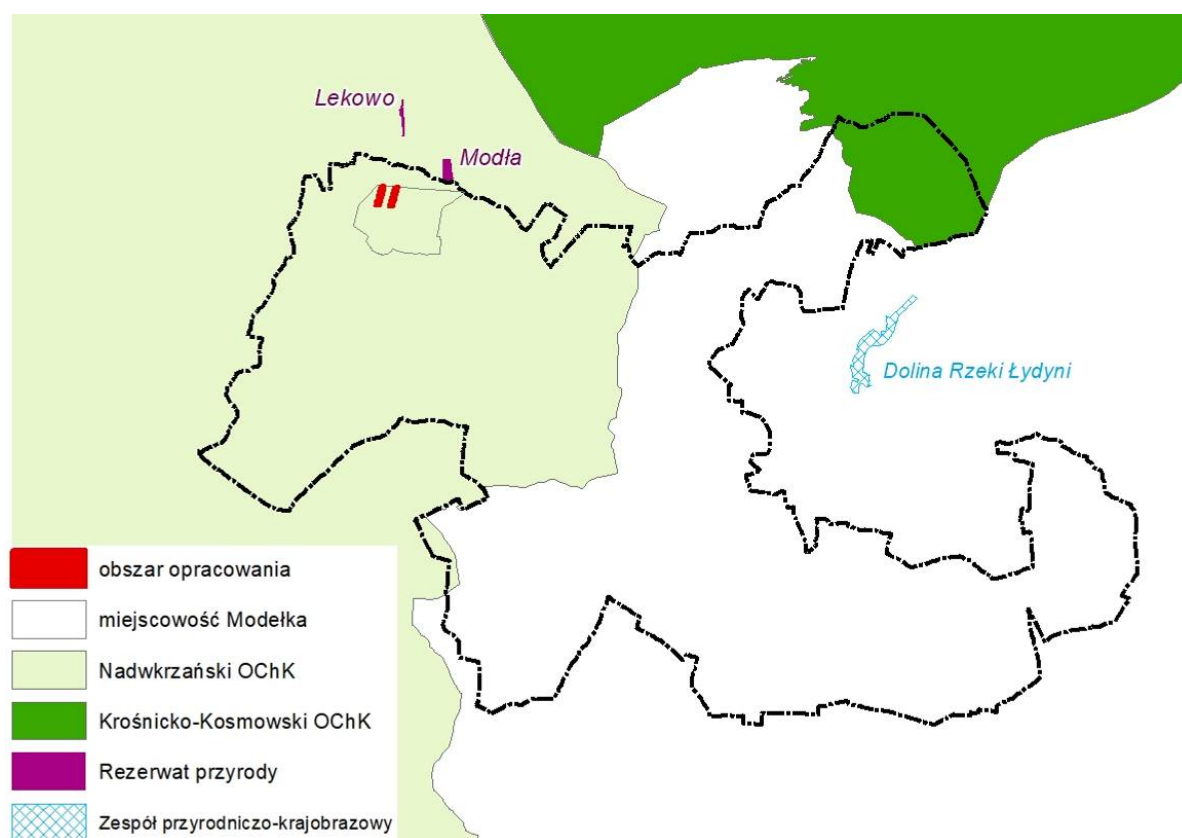 Lekowo
Modła
Dolina Rzeki Łydyni
obszar opracowania
miejscowość Modełka
Nadwkrzański OChK
Krośnicko-Kosmowski OChK
Rezerwat przyrody
Zespół przyrodniczo-krajobrazowy